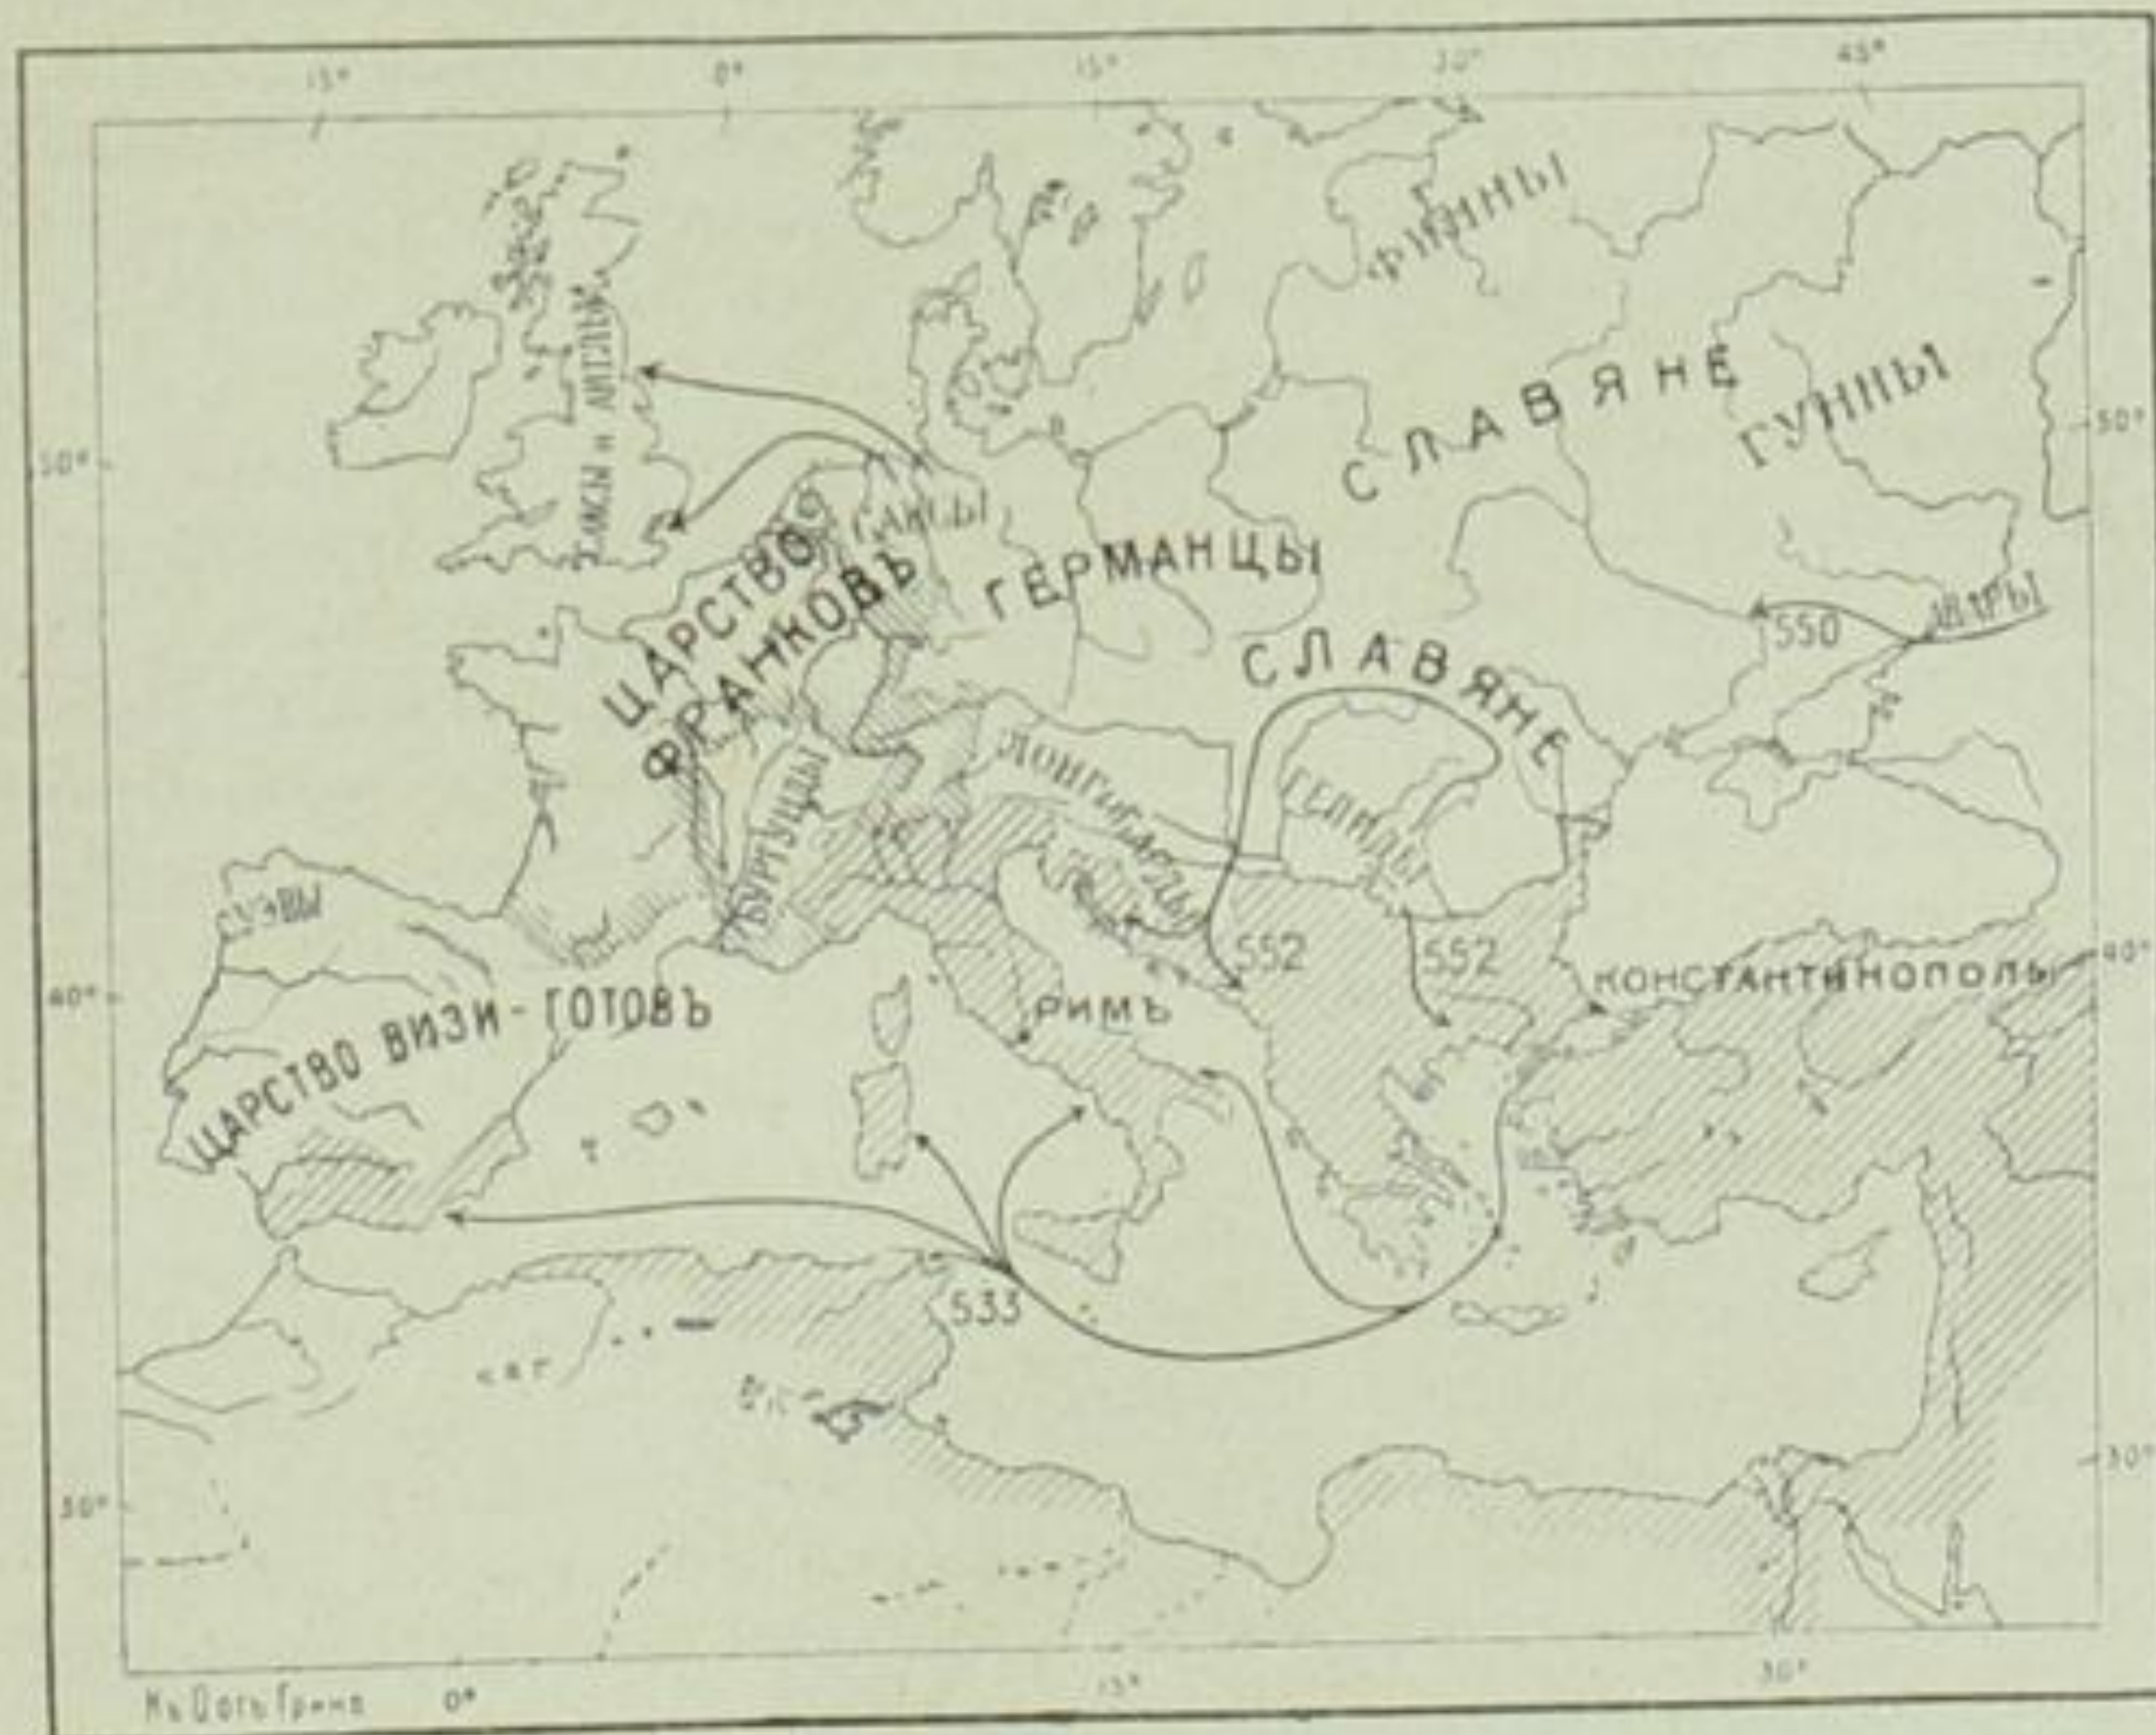 15°
0°
15°
30°
45°
ФИННЫ
СЛАВЯНЕ
ГУННЫ
САКСЫ и АНГЛЫ
50°
50°
САКСЫ
ЦАРСТВО
ФРАНКОВЪ
ГЕРМАНЦЫ
АВАРЫ
550
СЛАВЯНЕ
ЛОНГОБАРДЫ
ГЕПИДЫ
БУРГУНДЫ
СУЭВЫ
552
552
КОНСТАНТИНОПОЛЬ
40°
40°
РИМЪ
ЦАРСТВО ВИЗИ-ГОТОВЪ
533
30°
30°
0°
15°
30°